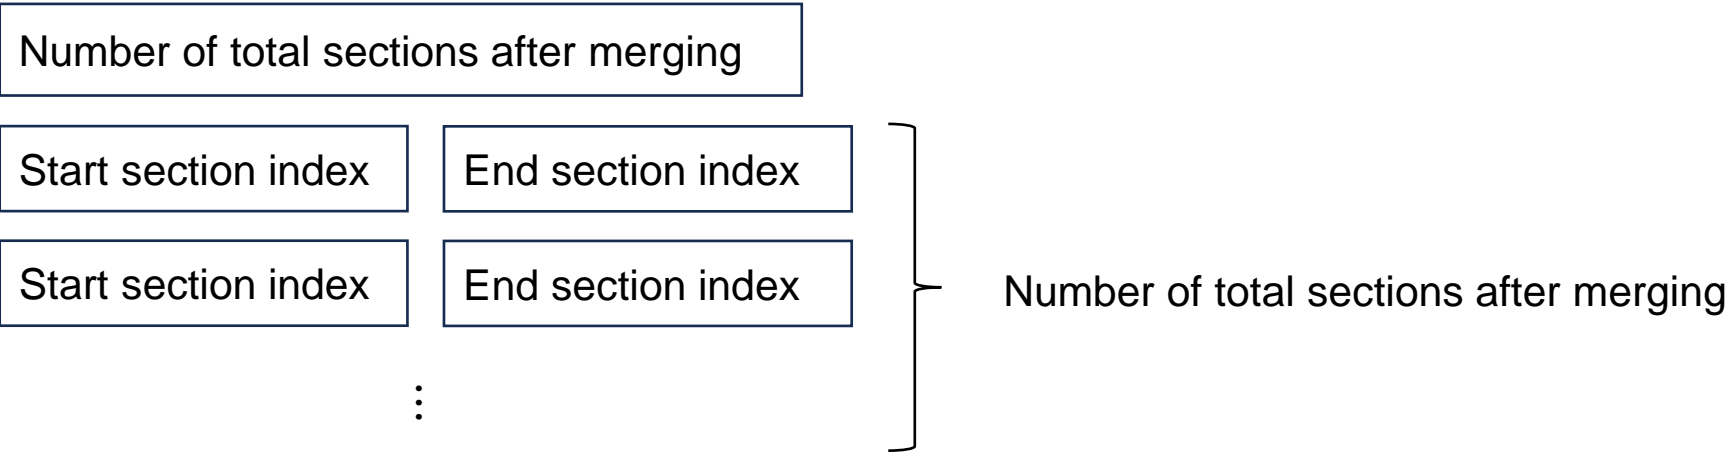 Number of total sections after merging
Start section index End section index
Start section index End section index
Number of total sections after merging
⋮